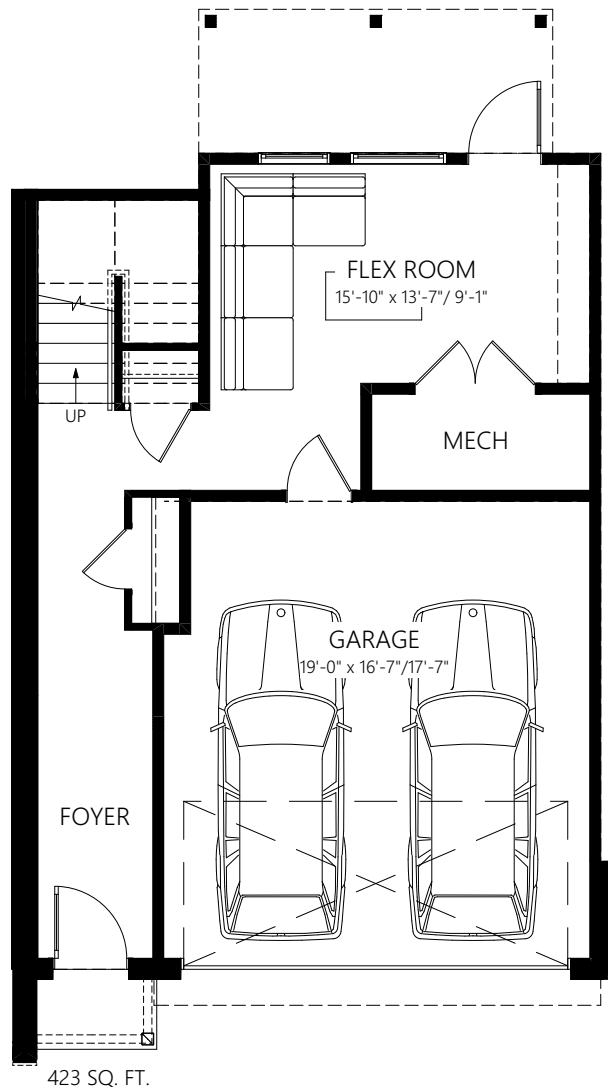 FLEX ROOM
15'-10" x 13'-7"/ 9'-1"
UP
MECH
GARAGE
19'-0" x 16'-7"/17'-7"
FOYER
423 SQ. FT.